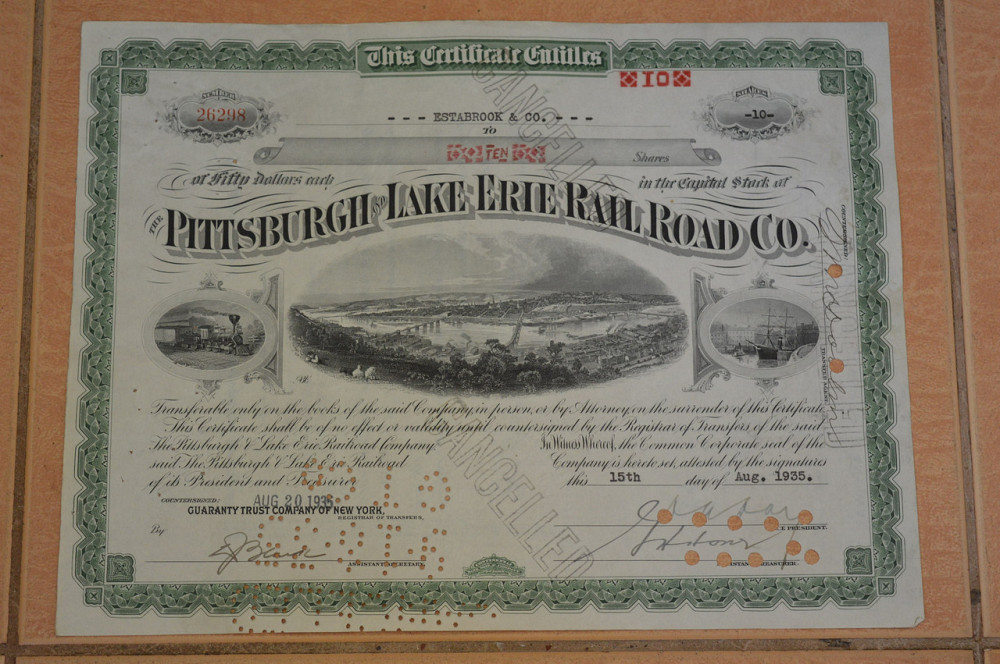 This Certificate Entitles
10
NUMBER
26298
SHARES
-10-
- - - ESTABROOK & CO. - - -
TO
TEN Shares
of Fifty Dollars each in the Capital Stock of
THE PITTSBURGH AND LAKE ERIE RAIL ROAD CO.
CANCELLED
Transferable only on the books of the said Company, in person, or by Attorney on the surrender of this Certificate
This Certificate shall be of no effect or validity until countersigned by the Registrar of Transfers of the said
The Pittsburgh & Lake Erie Railroad Company.
In Witness Whereof, the Common Corporate seal of the
said The Pittsburgh & Lake Erie Railroad
Company is hereto set, attested by the signatures
of its President and Treasurer
this 15th day of Aug. 1935.
COUNTERSIGNED:
AUG 20 1935
GUARANTY TRUST COMPANY OF NEW YORK,
REGISTRAR OF TRANSFERS,
By
ASSISTANT SECRETARY.
CANCELLED
E PRESIDENT.
ISTANT TREASURER.